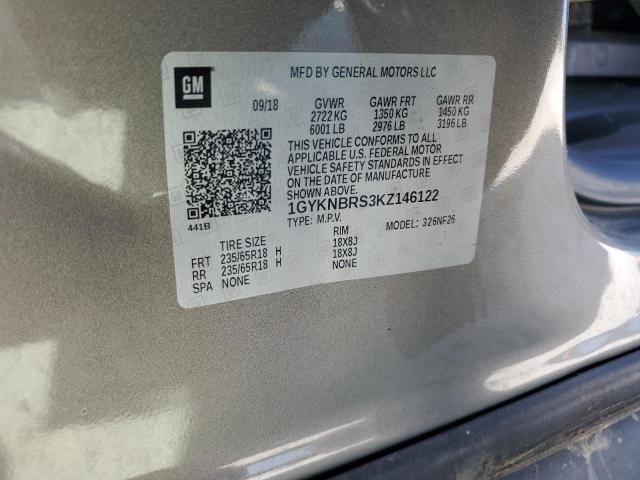 GM
MFD BY GENERAL MOTORS LLC
09/18 GVWR GAWR FRT GAWR RR
2722 KG 1350 KG 1450 KG
6001 LB 2976 LB 3196 LB
THIS VEHICLE CONFORMS TO ALL
APPLICABLE U.S. FEDERAL MOTOR
VEHICLE SAFETY STANDARDS IN EFFECT
ON THE DATE OF MANUFACTURE
SHOWN ABOVE.
1GYKNBRS3KZ146122
441B TYPE: M.P.V. MODEL: 326NF26
TIRE SIZE RIM
FRT 235/65R18 H 18X8J
RR 235/65R18 H 18X8J
SPA NONE NONE